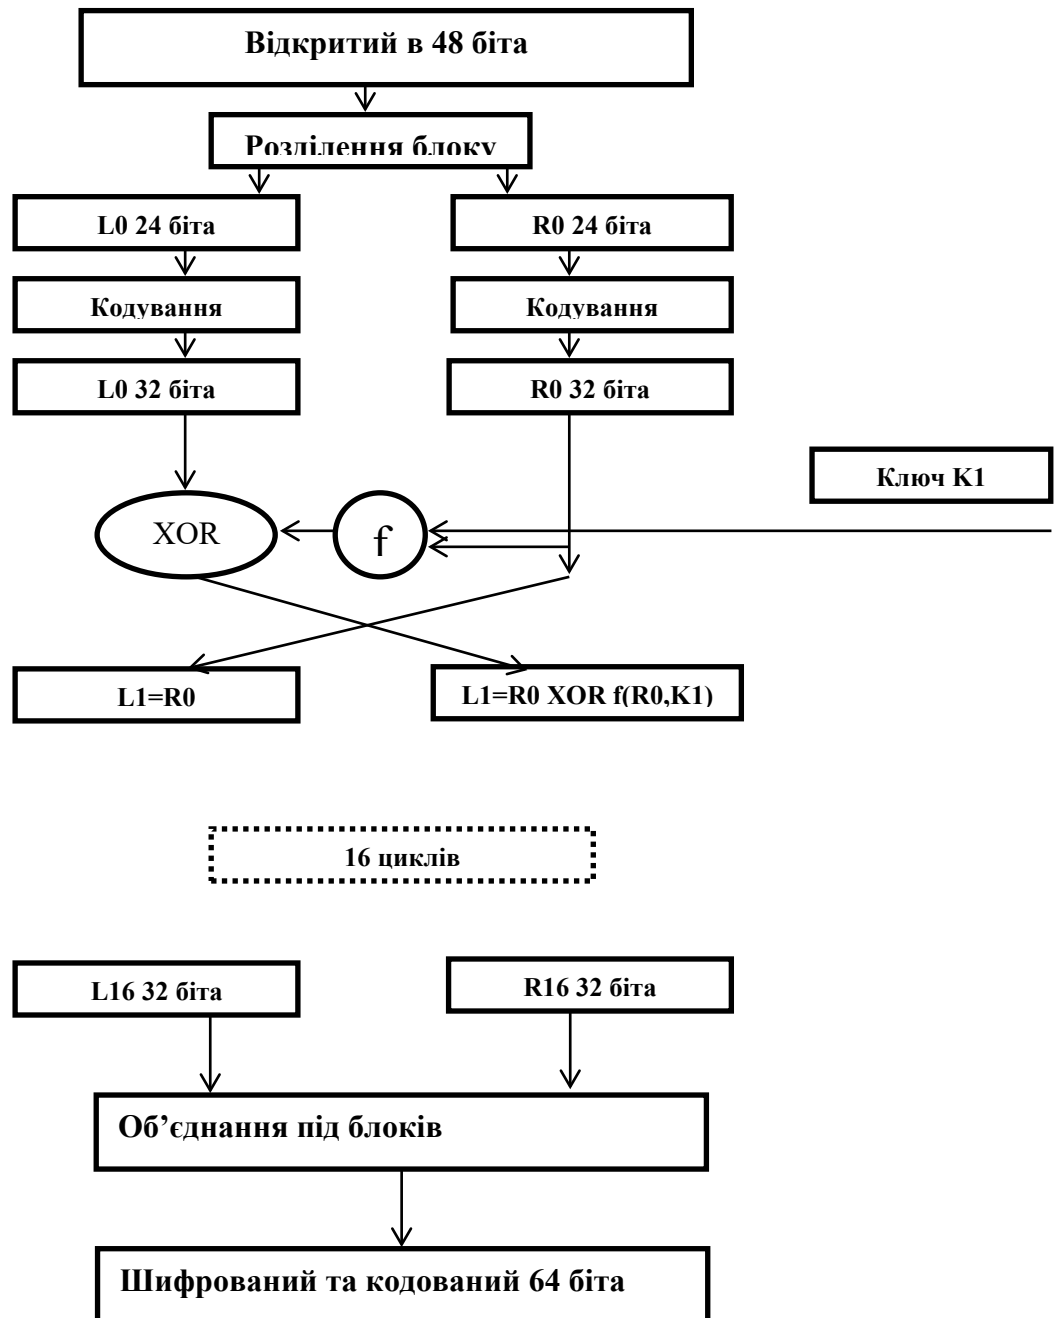 Відкритий в 48 біта
Розділення блоку
L0 24 біта
R0 24 біта
Кодування
Кодування
L0 32 біта
R0 32 біта
Ключ K1
XOR
f
L1=R0
L1=R0 XOR f(R0,K1)
16 циклів
L16 32 біта
R16 32 біта
Об’єднання під блоків
Шифрований та кодований 64 біта